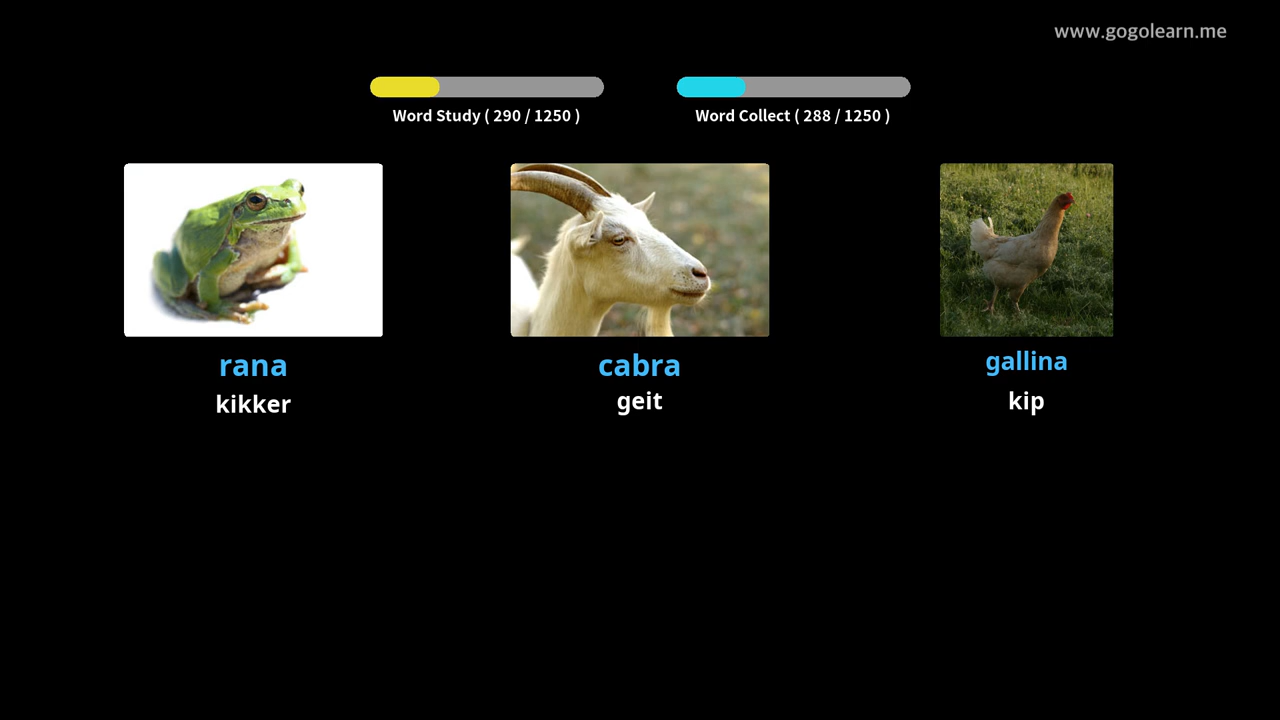 www.gogolearn.me
Word Study ( 290 / 1250 )
Word Collect ( 288 / 1250 )
rana
kikker
cabra
geit
gallina
kip